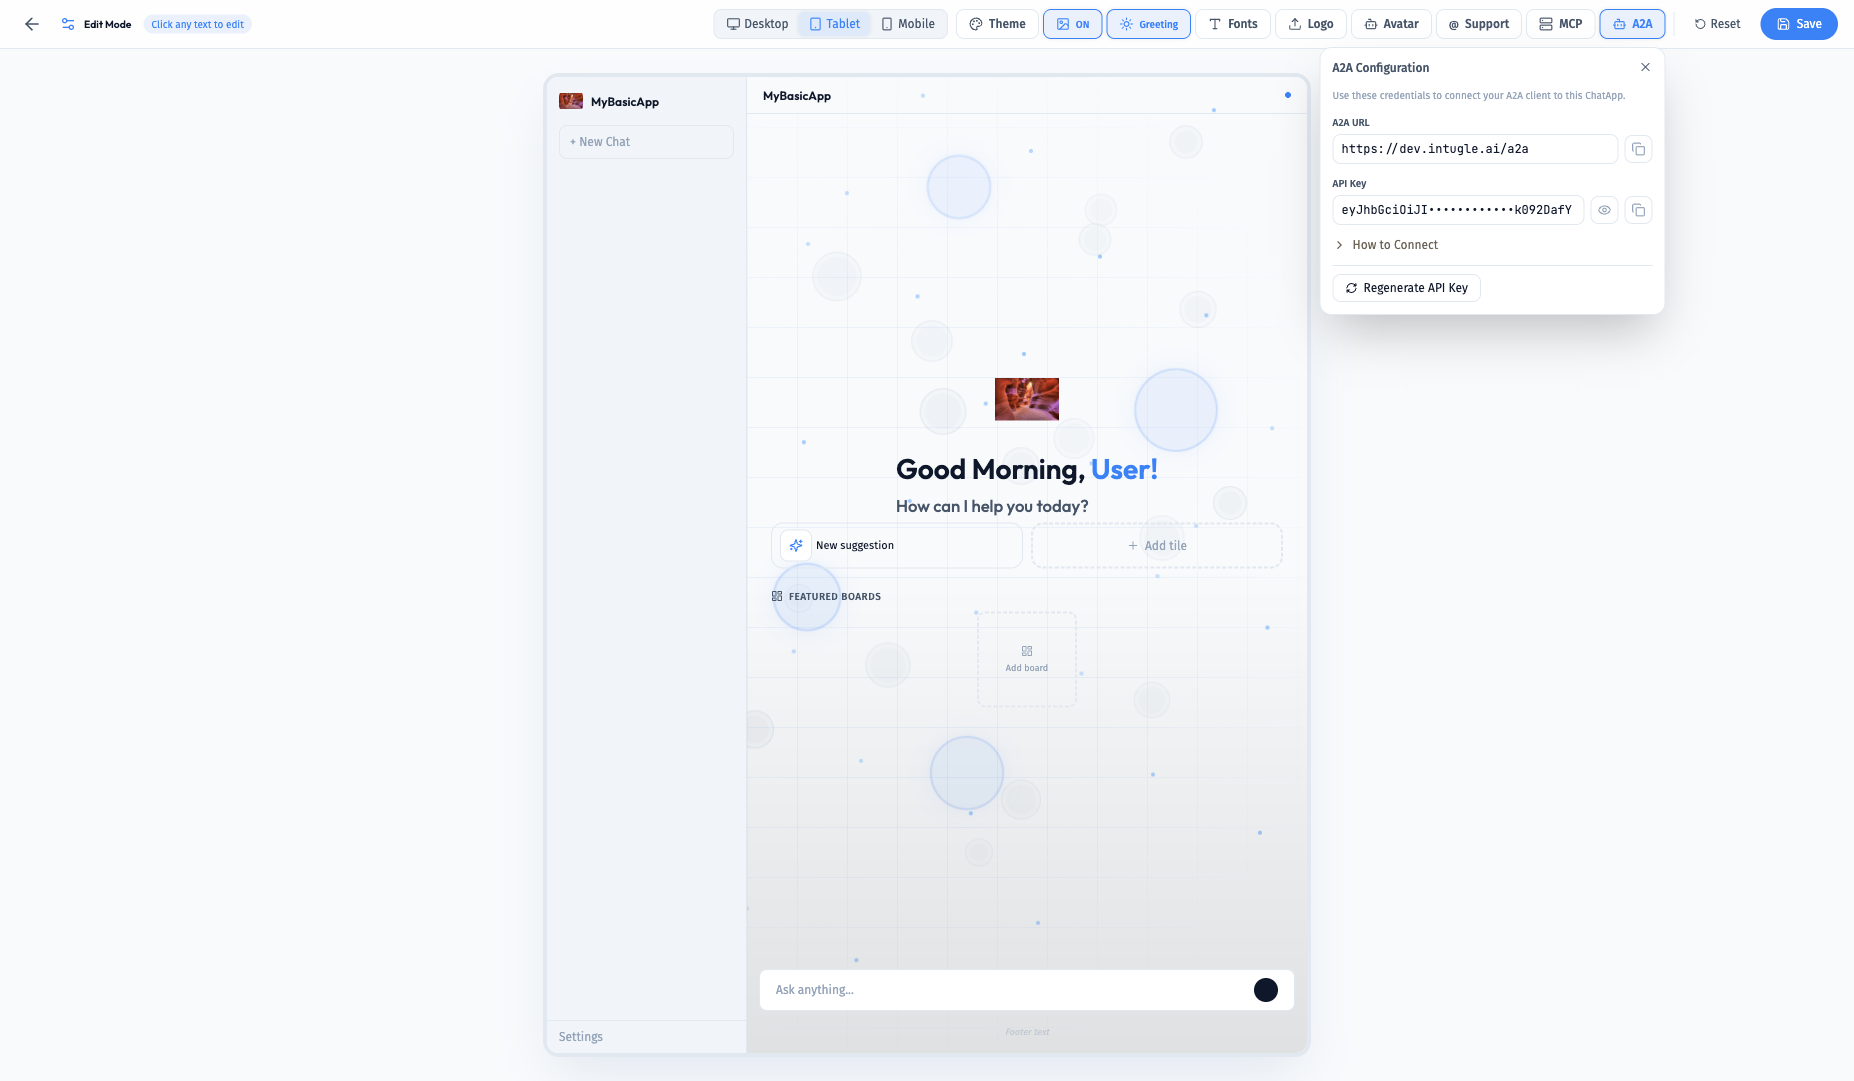 Edit Mode
Click any text to edit
Desktop
Tablet
Mobile
Theme
ON
Greeting
Fonts
Logo
Avatar
@ Support
MCP
A2A
Reset
Save
A2A Configuration
Use these credentials to connect your A2A client to this ChatApp.
A2A URL
https://dev.intugle.ai/a2a
API Key
eyJhbGciOiJI••••••••••••k092DafY
How to Connect
Regenerate API Key
MyBasicApp
+ New Chat
Settings
MyBasicApp
Good Morning, User!
How can I help you today?
New suggestion
+ Add tile
FEATURED BOARDS
Add board
Ask anything...
Footer text